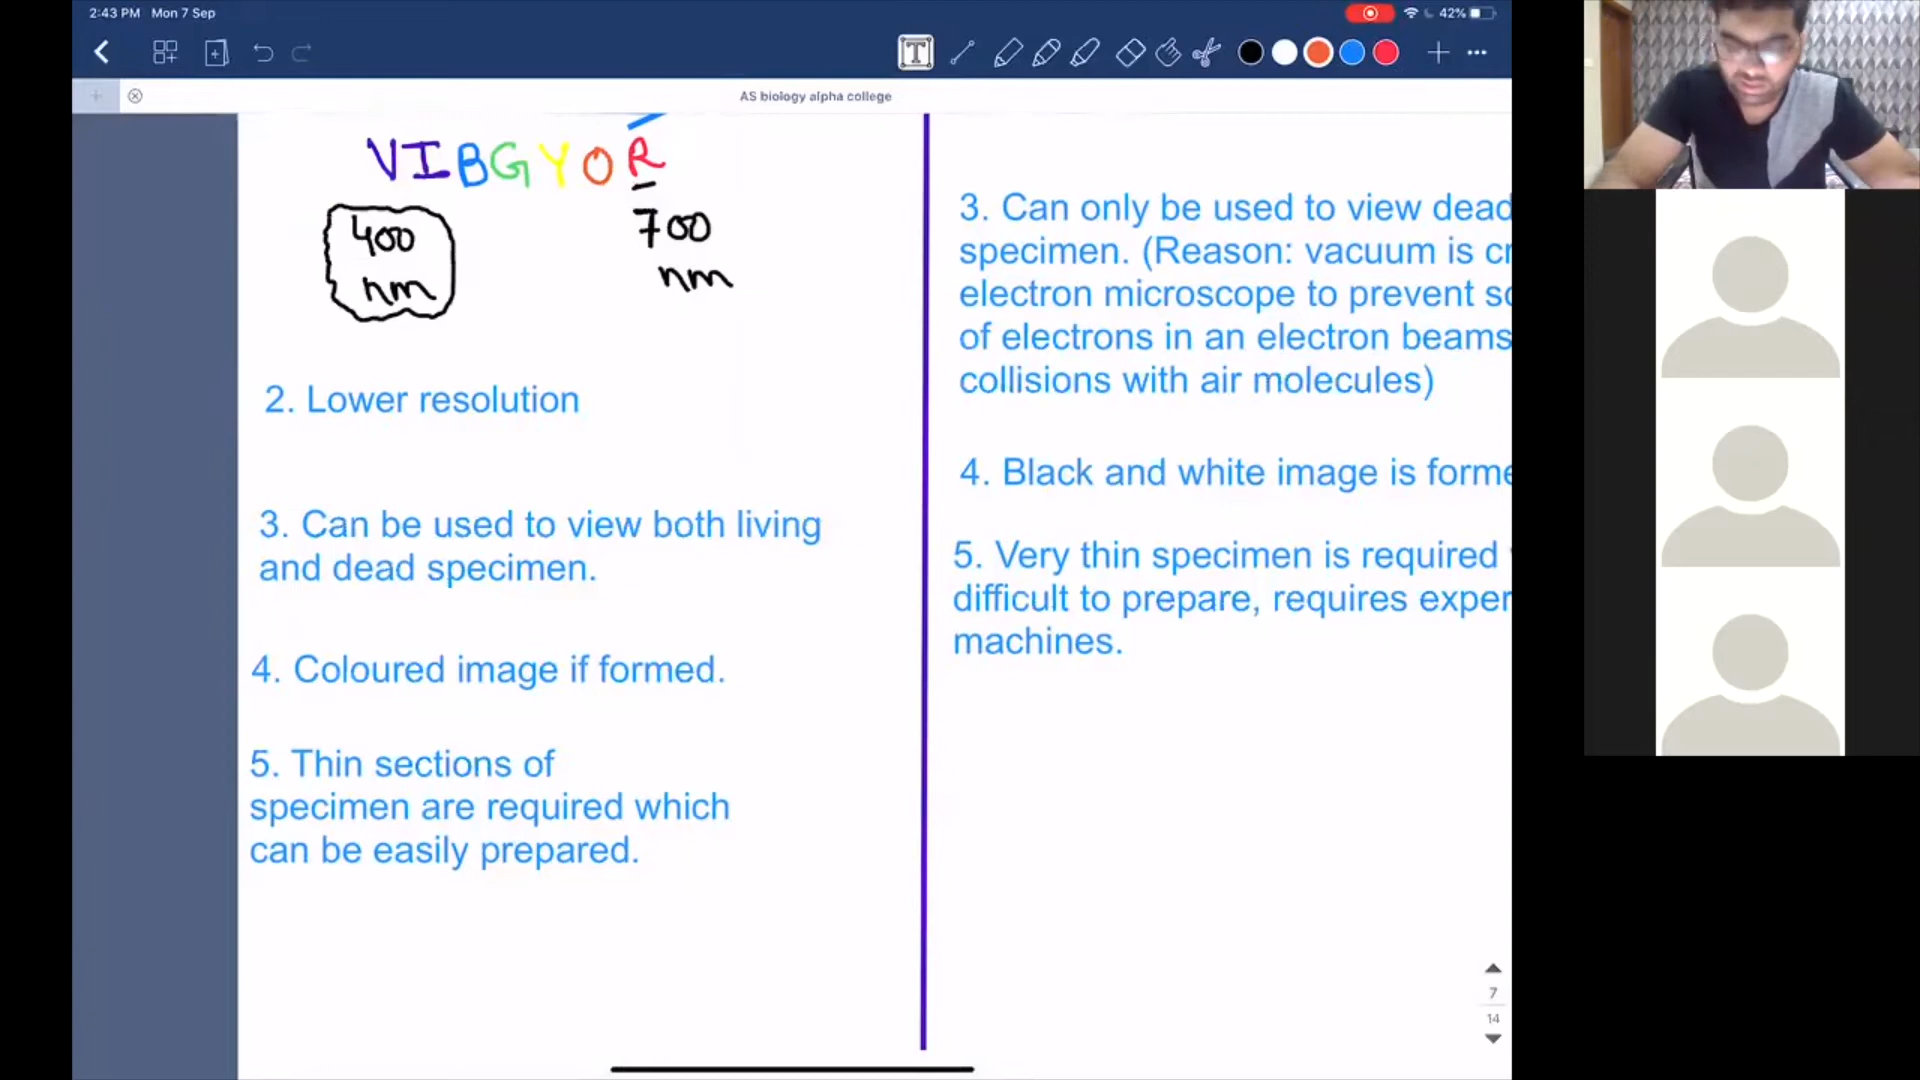 2:43 PM Mon 7 Sep
42%
T
AS biology alpha college
VIBGYOR
400
nm
700
nm
2. Lower resolution
3. Can be used to view both living
and dead specimen.
4. Coloured image if formed.
5. Thin sections of
specimen are required which
can be easily prepared.
3. Can only be used to view dead
specimen. (Reason: vacuum is
electron microscope to prevent
of electrons in an electron beams
collisions with air molecules)
4. Black and white image is
5. Very thin specimen is required
difficult to prepare, requires
machines.
7
14